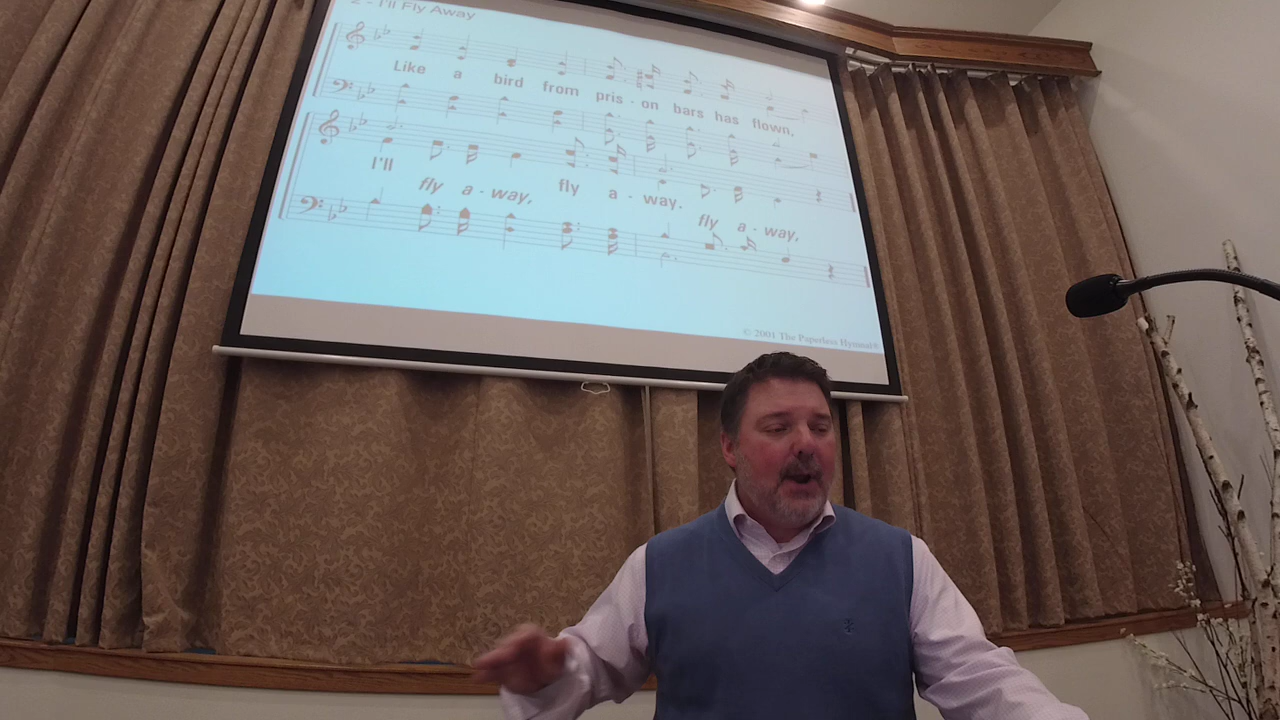 2 - I'll Fly Away
Like a bird from pris - on bars has flown,
I'll fly a - way, fly a - way. fly a - way,
© 2001 The Paperless Hymnal®